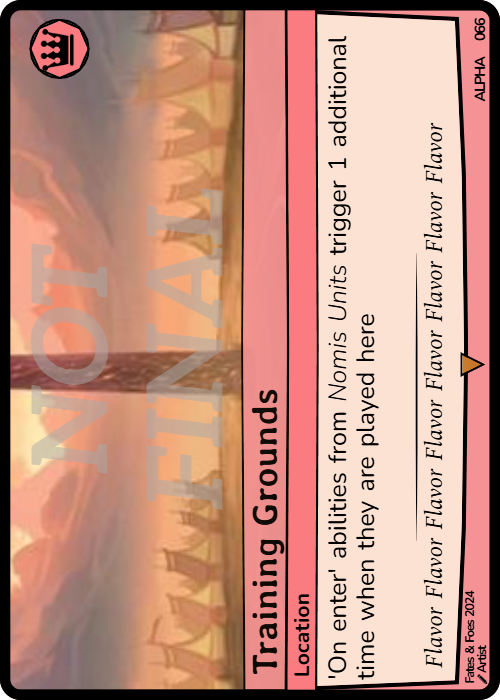 NOT
FINAL
Training Grounds
Location
'On enter' abilities from Nomis Units trigger 1 additional
time when they are played here
Flavor Flavor Flavor Flavor Flavor Flavor Flavor Flavor
Fates & Foes 2024
Artist
ALPHA 066